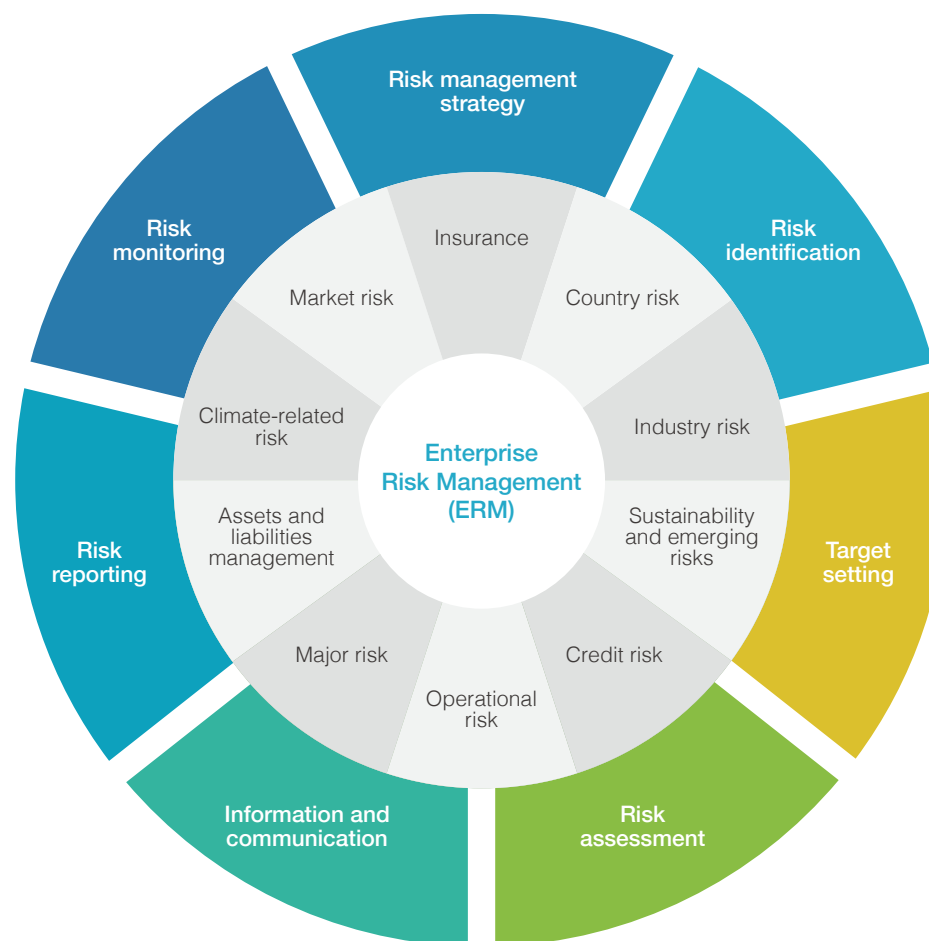 Risk management
strategy
Risk
identification
Target
setting
Risk
assessment
Information and
communication
Risk
reporting
Risk
monitoring
Insurance
Country risk
Industry risk
Sustainability
and emerging
risks
Credit risk
Operational
risk
Major risk
Assets and
liabilities
management
Climate-related
risk
Market risk
Enterprise
Risk Management
(ERM)